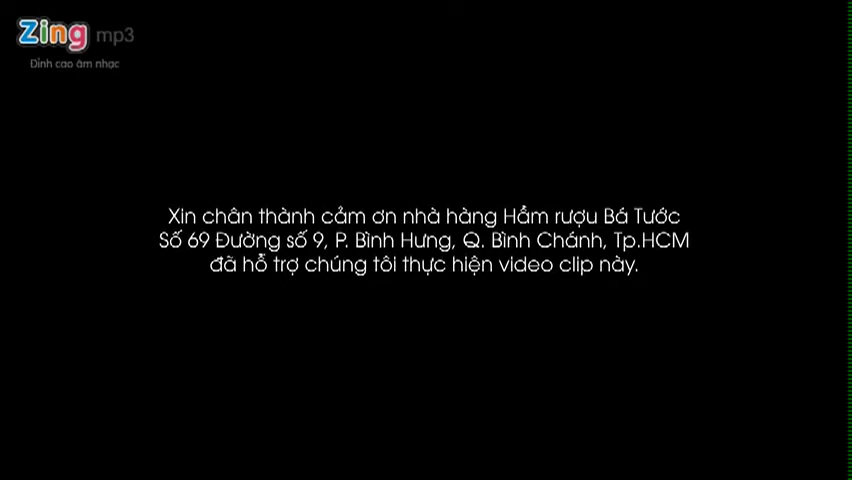 Zing mp3
Đỉnh cao âm nhạc
Xin chân thành cảm ơn nhà hàng Hầm rượu Bá Tước
Số 69 Đường số 9, P. Bình Hưng, Q. Bình Chánh, Tp.HCM
đã hỗ trợ chúng tôi thực hiện video clip này.